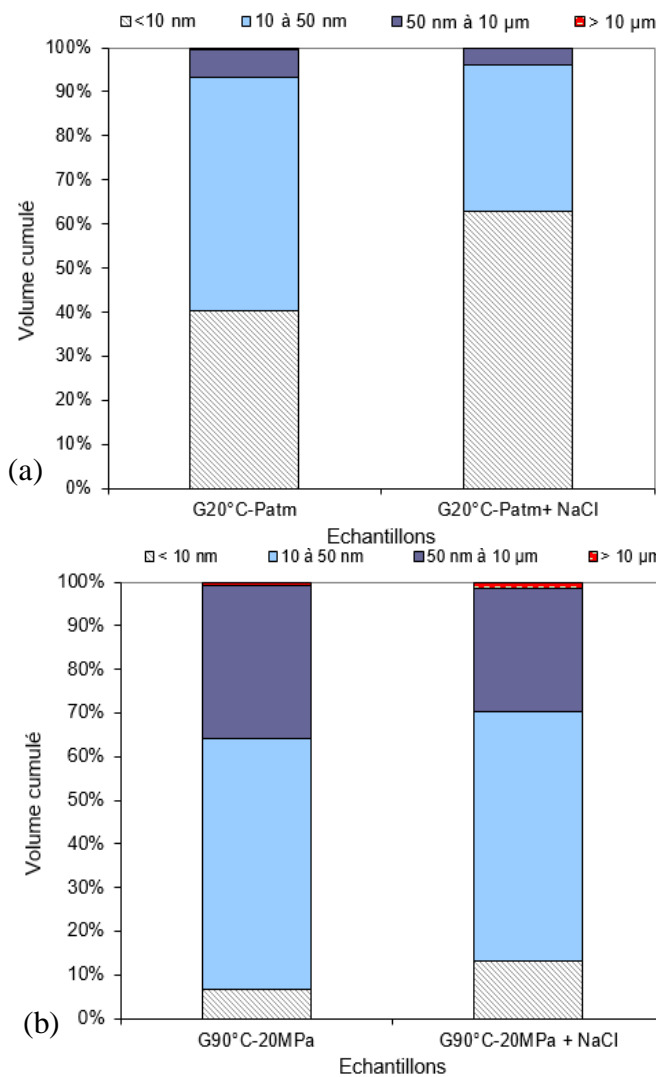 <10 nm 10 à 50 nm 50 nm à 10 µm > 10 µm
100%
90%
80%
70%
60%
50%
40%
30%
20%
10%
0%
Volume cumulé
(a)
G20°C-Patm G20°C-Patm+ NaCl
Echantillons
< 10 nm 10 à 50 nm 50 nm à 10 µm > 10 µm
100%
90%
80%
70%
60%
50%
40%
30%
20%
10%
0%
Volume cumulé
(b)
G90°C-20MPa G90°C-20MPa + NaCl
Echantillons